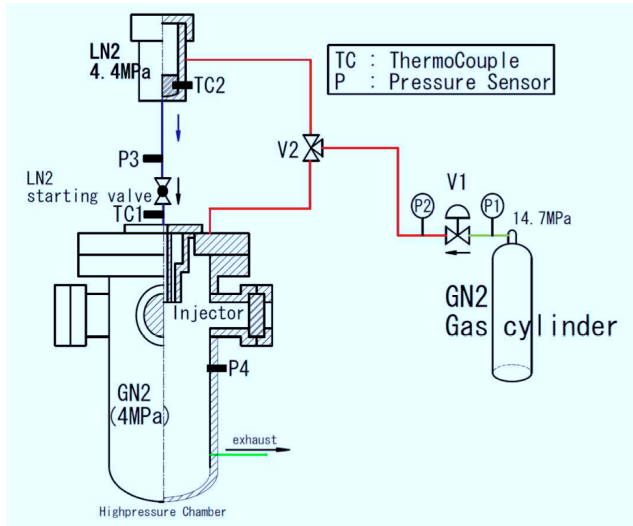 LN2
4.4MPa
TC2
TC : ThermoCouple
P : Pressure Sensor
P3
V2
LN2
starting valve
TC1
V1
P2
P1
14.7MPa
GN2
Gas cylinder
Injector
P4
GN2
(4MPa)
exhaust
Highpressure Chamber